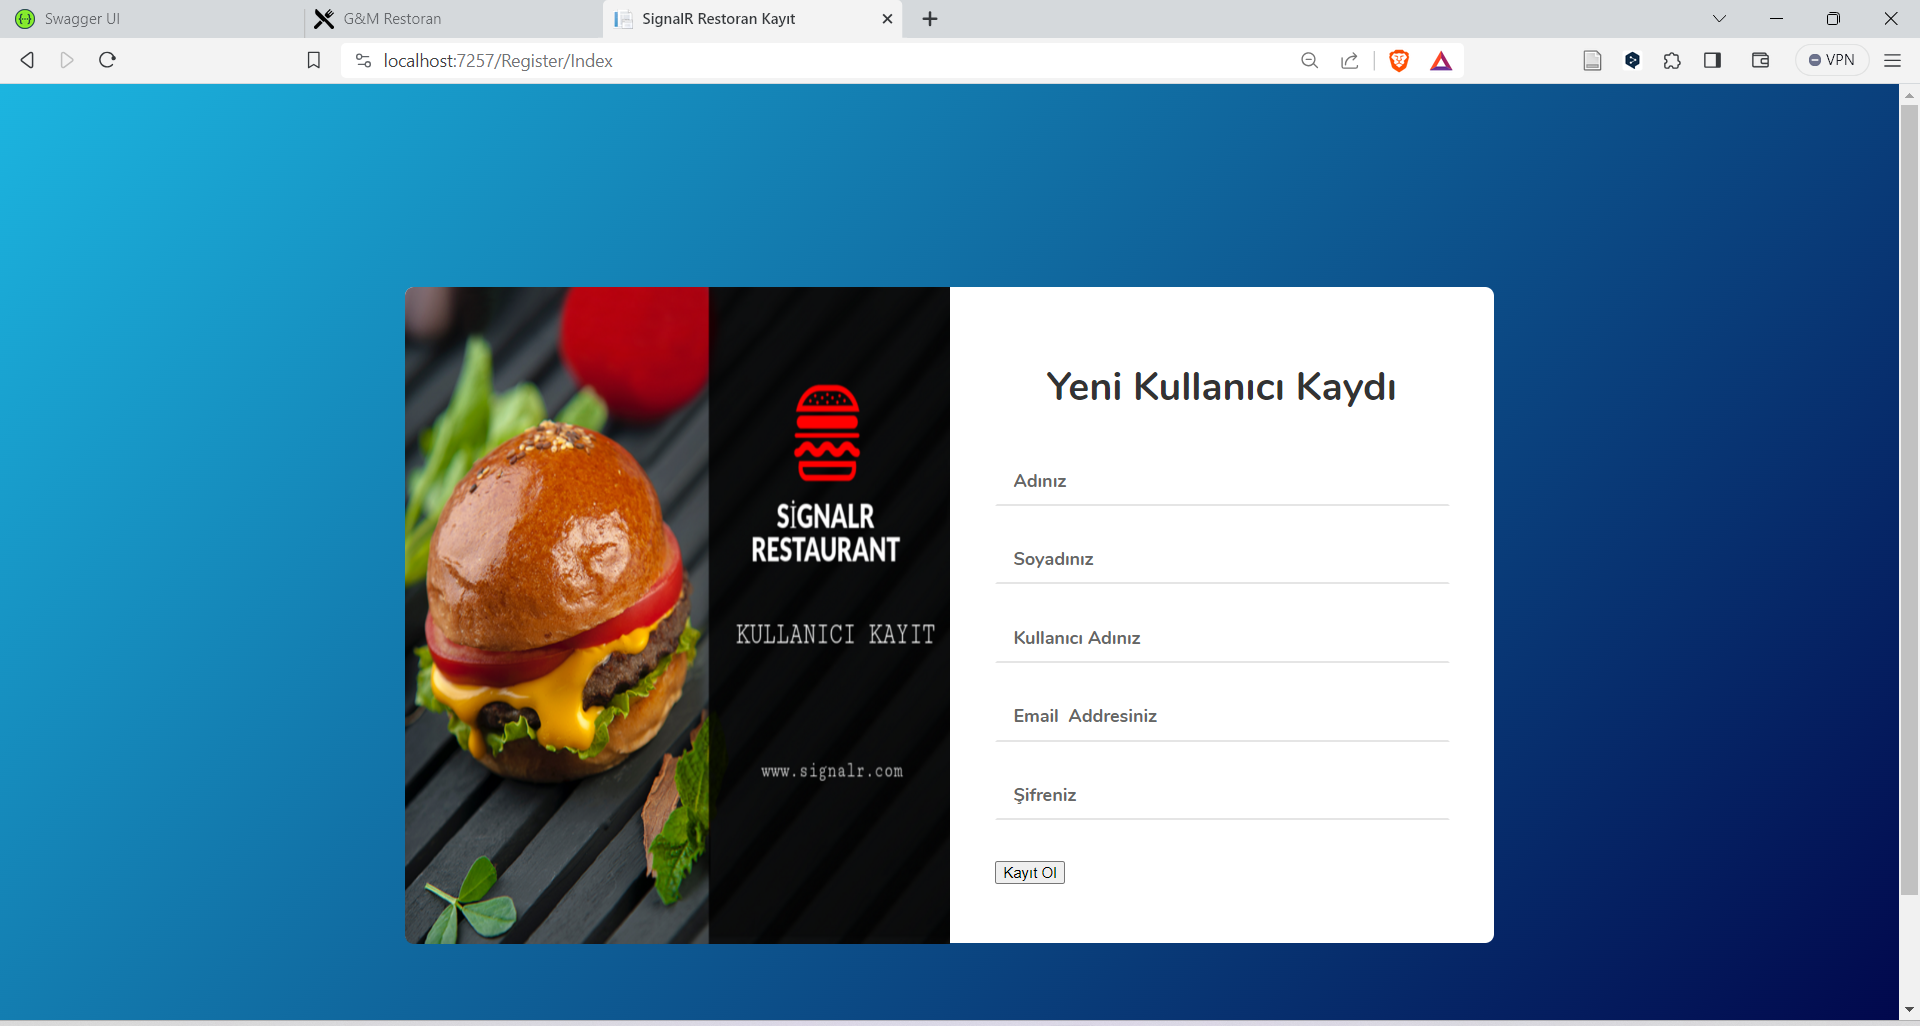 Swagger UI
G&M Restoran
SignalR Restoran Kayıt
localhost:7257/Register/Index
VPN
SİGNALR
RESTAURANT
KULLANICI KAYIT
www.signalr.com
Yeni Kullanıcı Kaydı
Adınız
Soyadınız
Kullanıcı Adınız
Email  Addresiniz
Şifreniz
Kayıt Ol